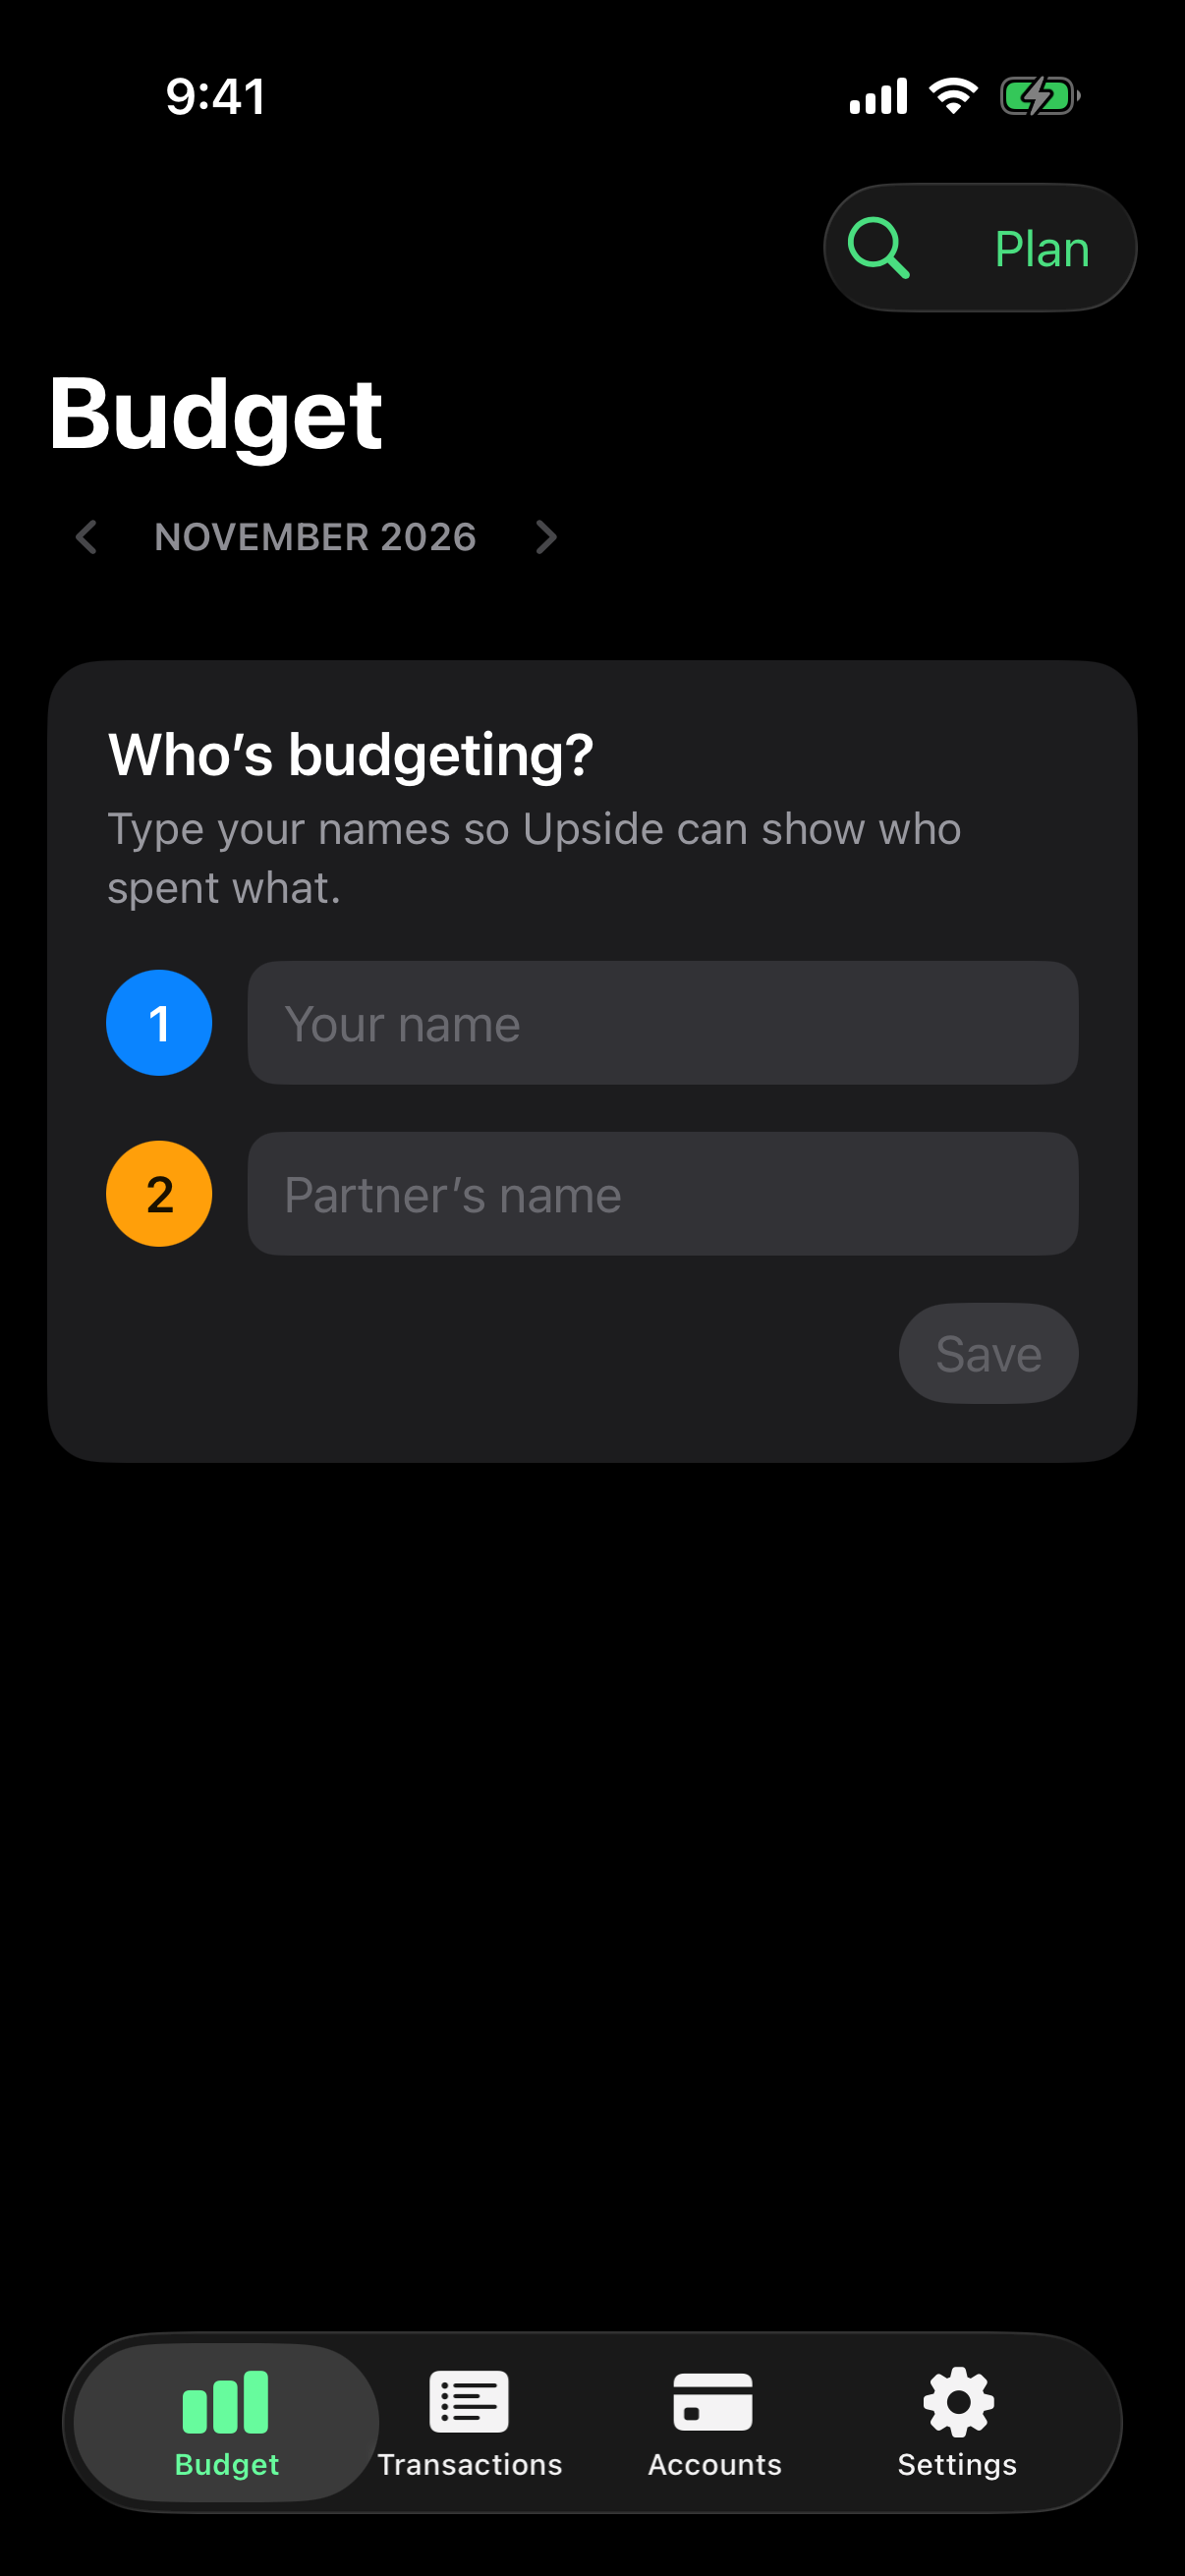 9:41
Plan
Budget
NOVEMBER 2026
Who’s budgeting?
Type your names so Upside can show who
spent what.
1
Your name
2
Partner’s name
Save
Budget
Transactions
Accounts
Settings